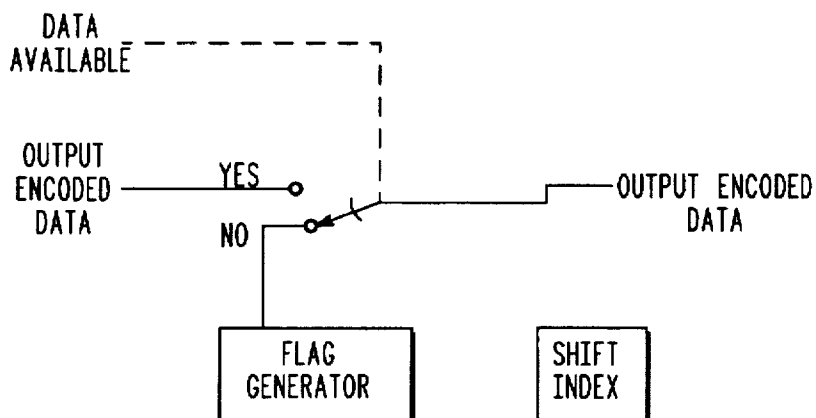 DATA
AVAILABLE
OUTPUT
ENCODED
DATA
YES
NO
OUTPUT ENCODED
DATA
FLAG
GENERATOR
SHIFT
INDEX